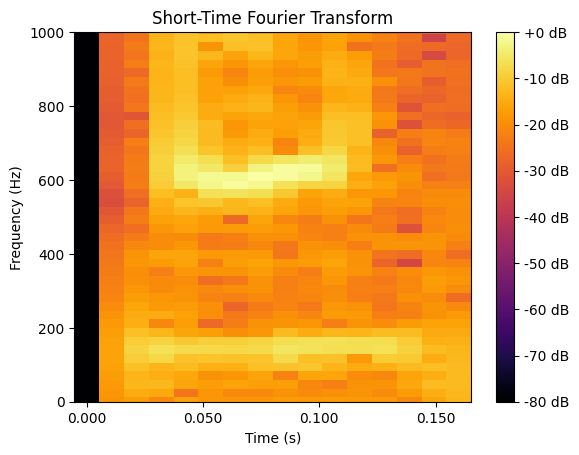 Short-Time Fourier Transform
1000
800
600
400
200
0
Frequency (Hz)
0.000
0.050
0.100
0.150
Time (s)
+0 dB
-10 dB
-20 dB
-30 dB
-40 dB
-50 dB
-60 dB
-70 dB
-80 dB